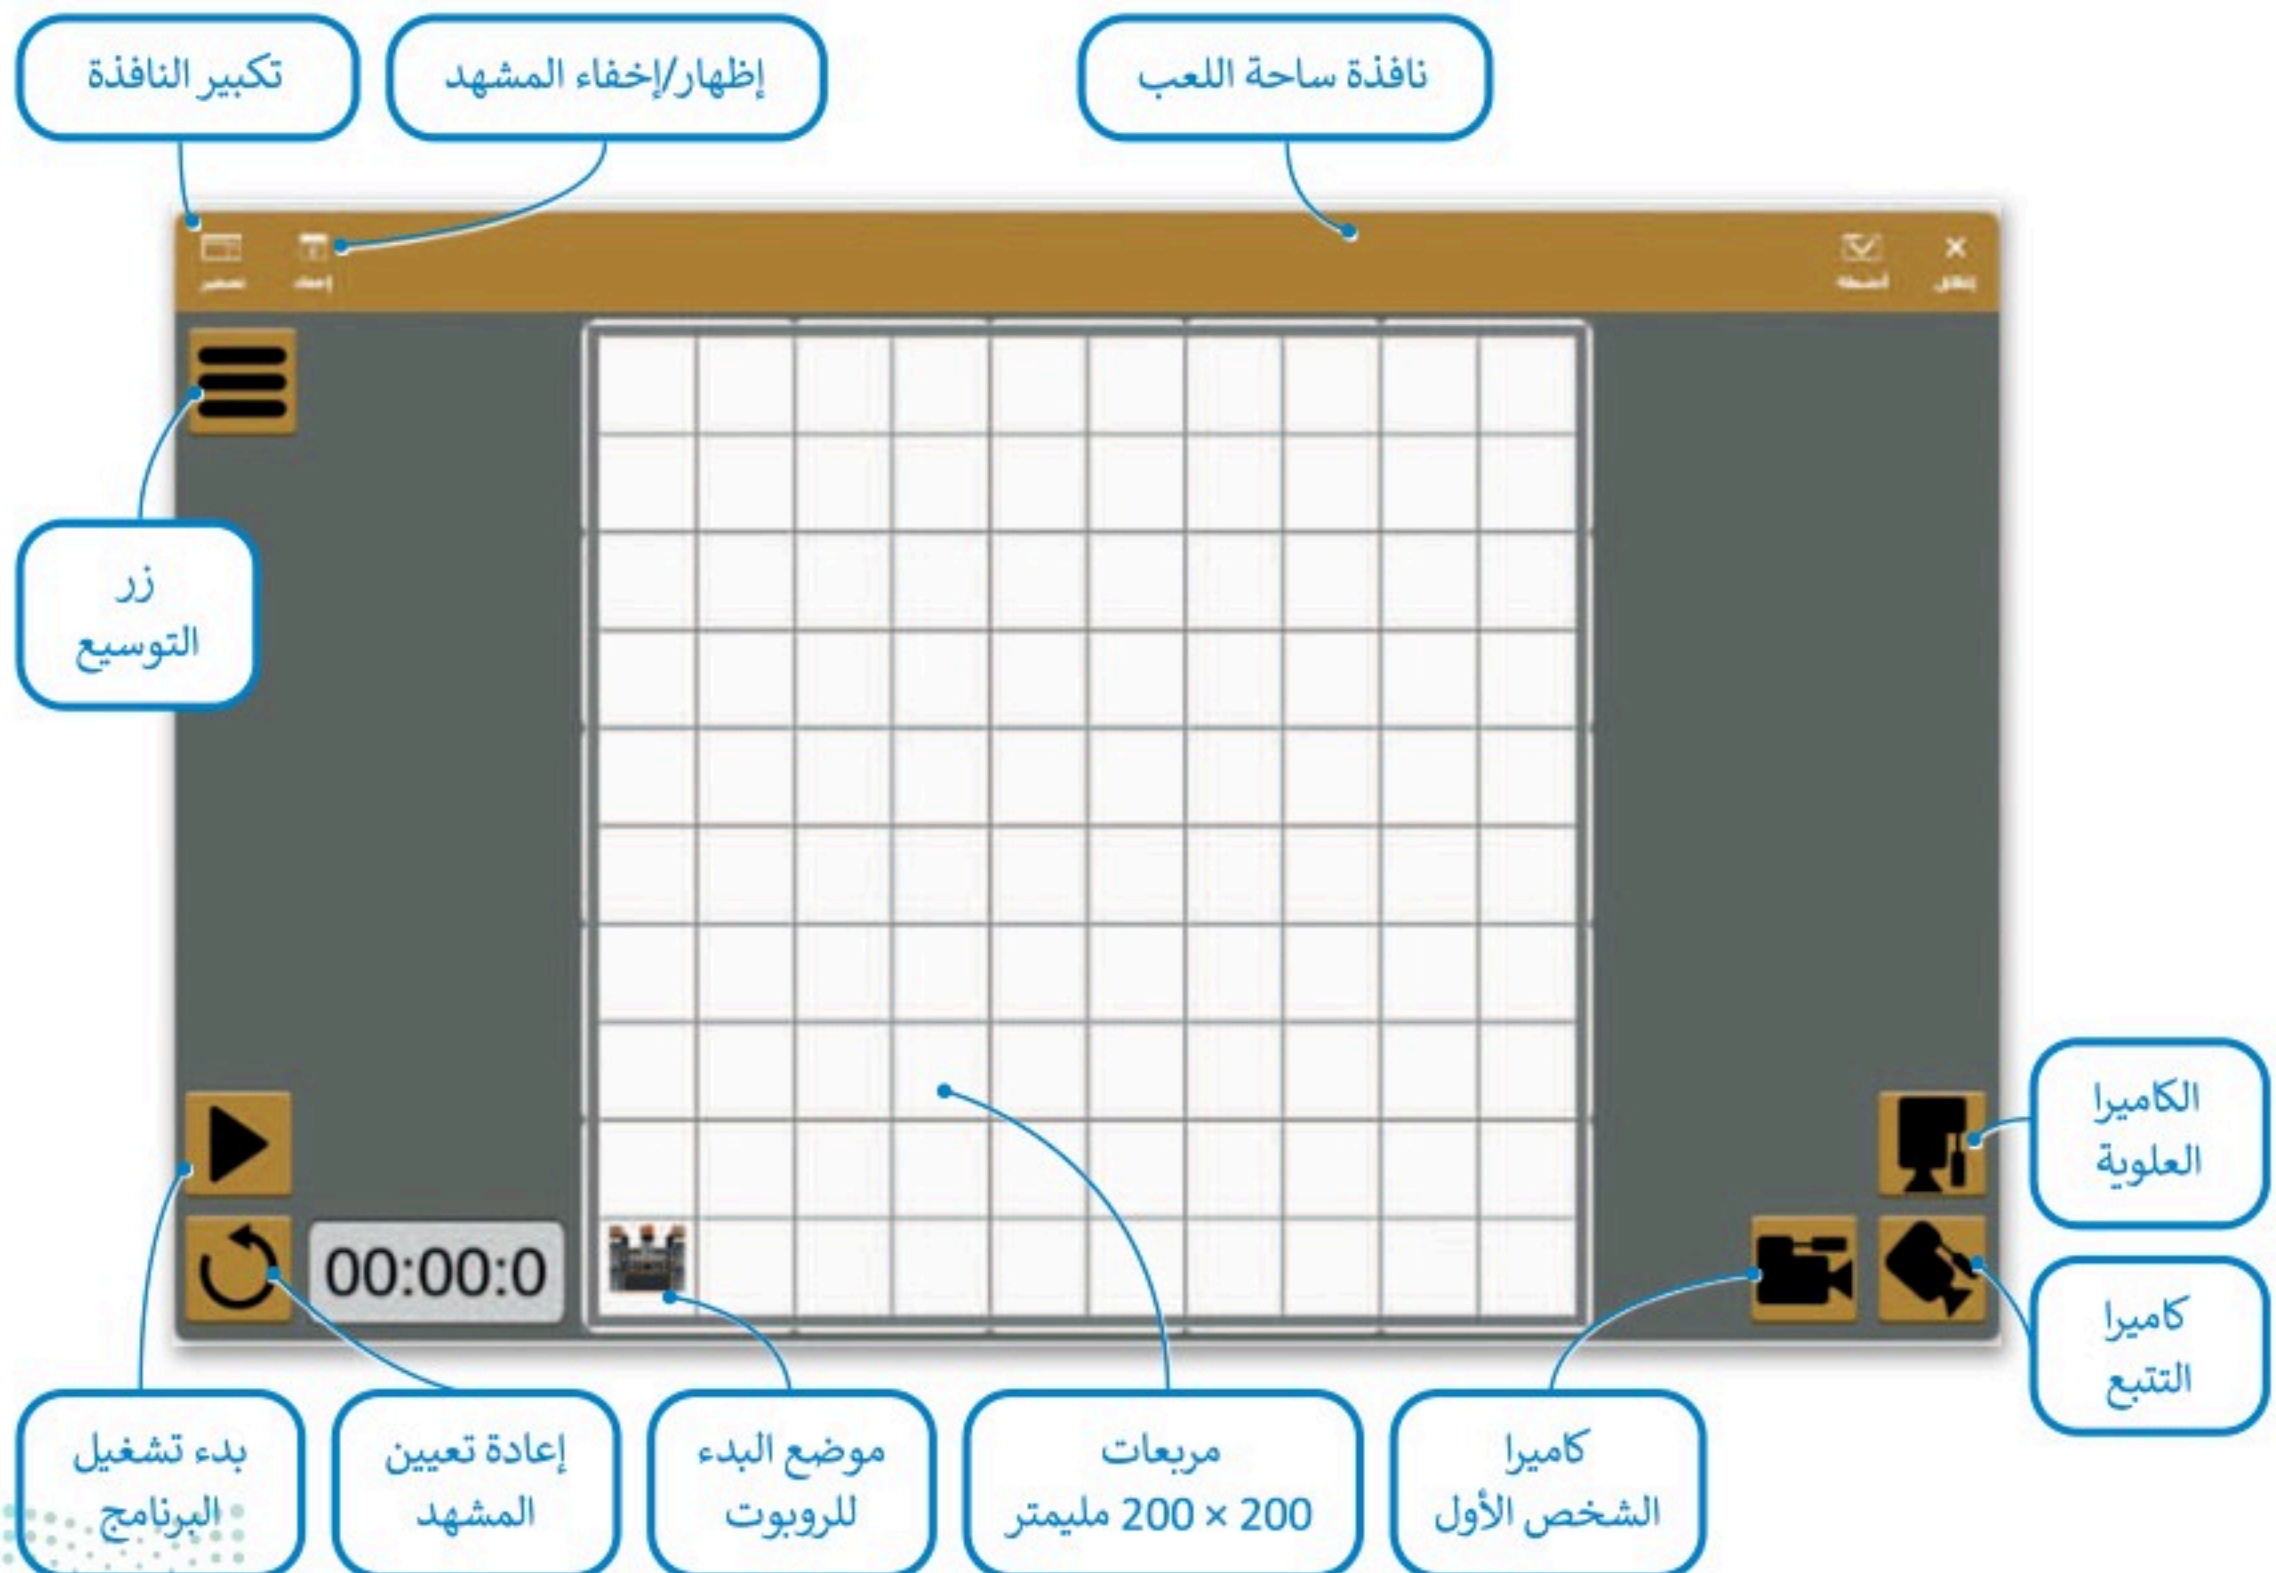 نافذة ساحة اللعب
إظهار/إخفاء المشهد
تكبير النافذة
إغلاق
زر
التوسيع
00:00:0
الكاميرا
العلوية
كاميرا
التتبع
كاميرا
الشخص الأول
مربعات
200 × 200 مليمتر
موضع البدء
للروبوت
إعادة تعيين
المشهد
بدء تشغيل
البرنامج